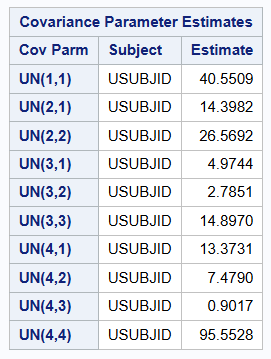 Covariance Parameter Estimates
Cov Parm Subject Estimate
UN(1,1) USUBJID 40.5509
UN(2,1) USUBJID 14.3982
UN(2,2) USUBJID 26.5692
UN(3,1) USUBJID 4.9744
UN(3,2) USUBJID 2.7851
UN(3,3) USUBJID 14.8970
UN(4,1) USUBJID 13.3731
UN(4,2) USUBJID 7.4790
UN(4,3) USUBJID 0.9017
UN(4,4) USUBJID 95.5528